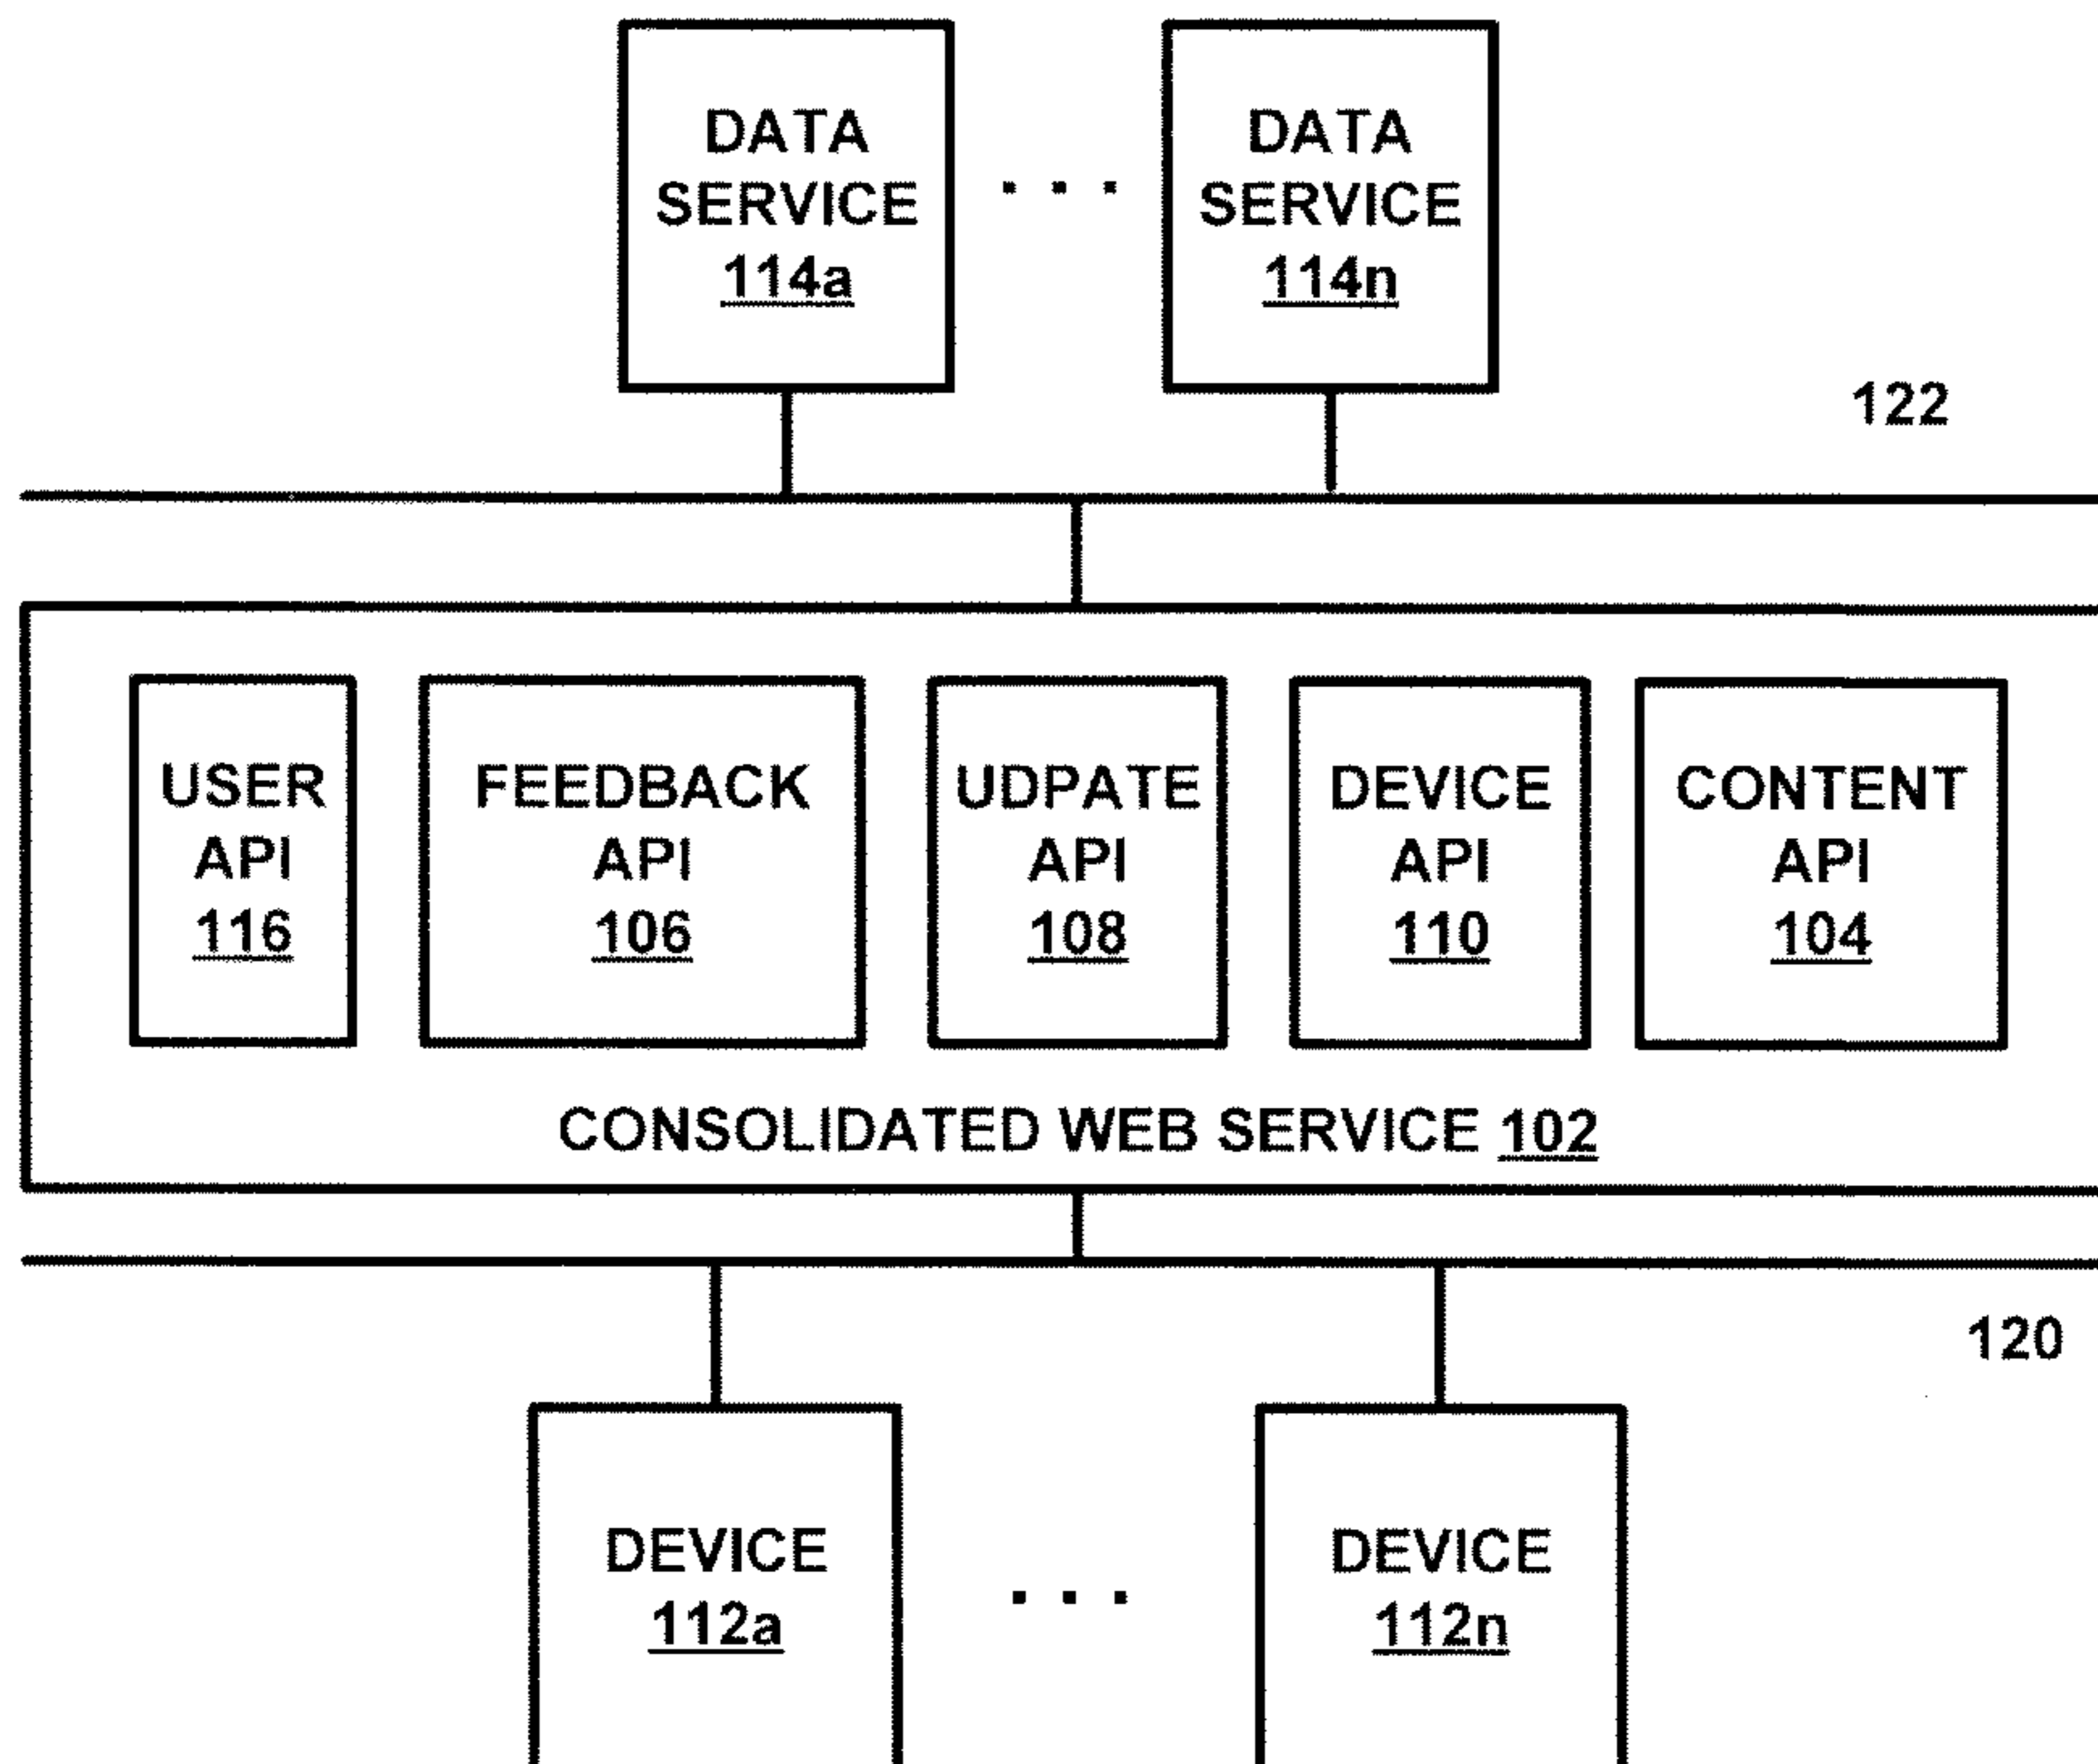 DATA
SERVICE
114a
. . .
DATA
SERVICE
114n
122
USER
API
116
FEEDBACK
API
106
UDPATE
API
108
DEVICE
API
110
CONTENT
API
104
CONSOLIDATED WEB SERVICE 102
120
DEVICE
112a
. . .
DEVICE
112n